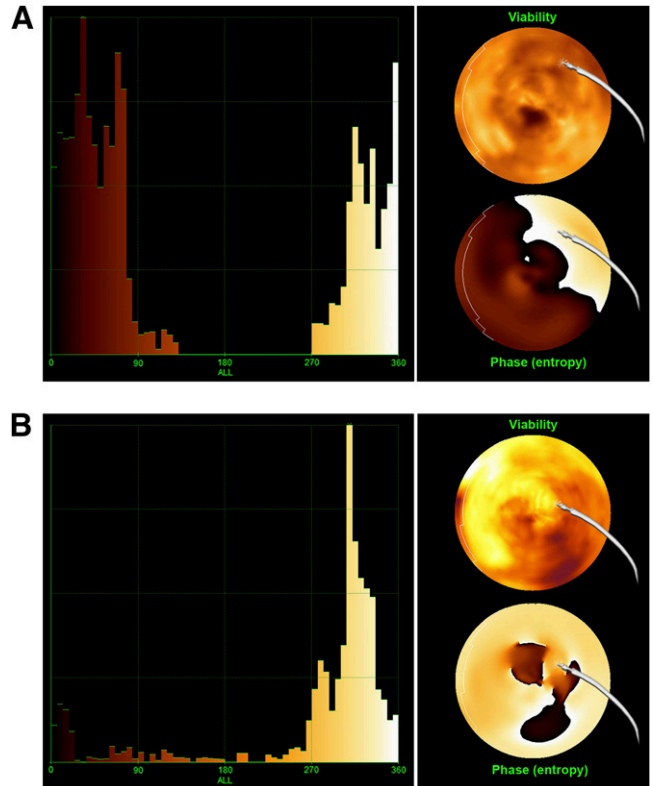 A
Viability
Phase (entropy)
0 90 180 270 360
ALL
B
Viability
Phase (entropy)
0 90 180 270 360
ALL